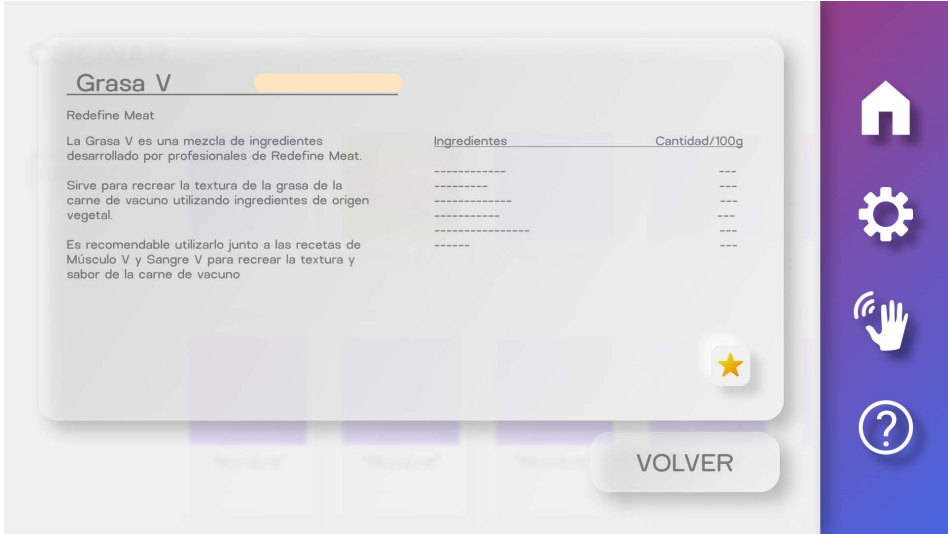 Grasa V
Redefine Meat
La Grasa V es una mezcla de ingredientes
desarrollado por profesionales de Redefine Meat.
Sirve para recrear la textura de la grasa de la
carne de vacuno utilizando ingredientes de origen
vegetal.
Es recomendable utilizarlo junto a las recetas de
Músculo V y Sangre V para recrear la textura y
sabor de la carne de vacuno
Ingredientes Cantidad/100g
------------ ---
--------- ---
------------- ---
----------- ---
---------------- ---
------ ---
"Nombre" "Nombre" "Nombre"
VOLVER
?